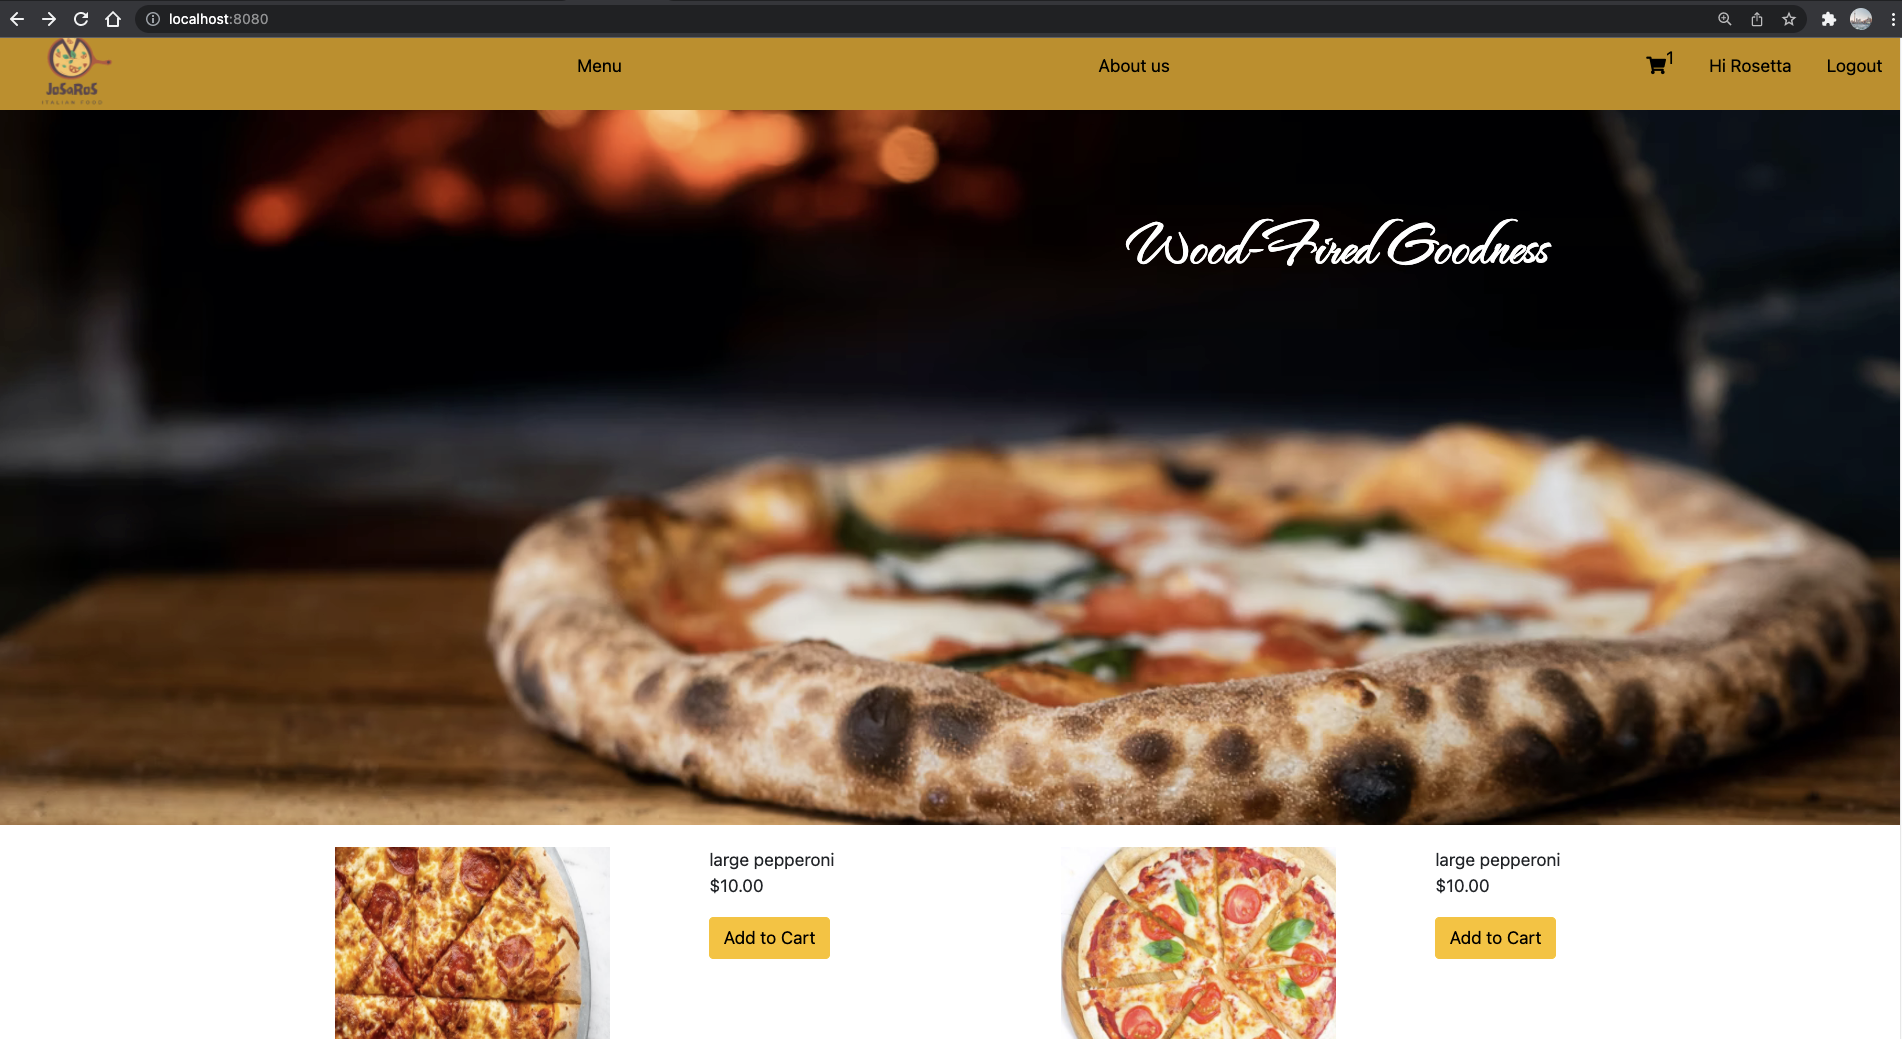 localhost:8080
JoSaRoS
ITALIAN FOOD
Menu
About us
1
Hi Rosetta
Logout
Wood-Fired Goodness
large pepperoni
$10.00
Add to Cart
large pepperoni
$10.00
Add to Cart